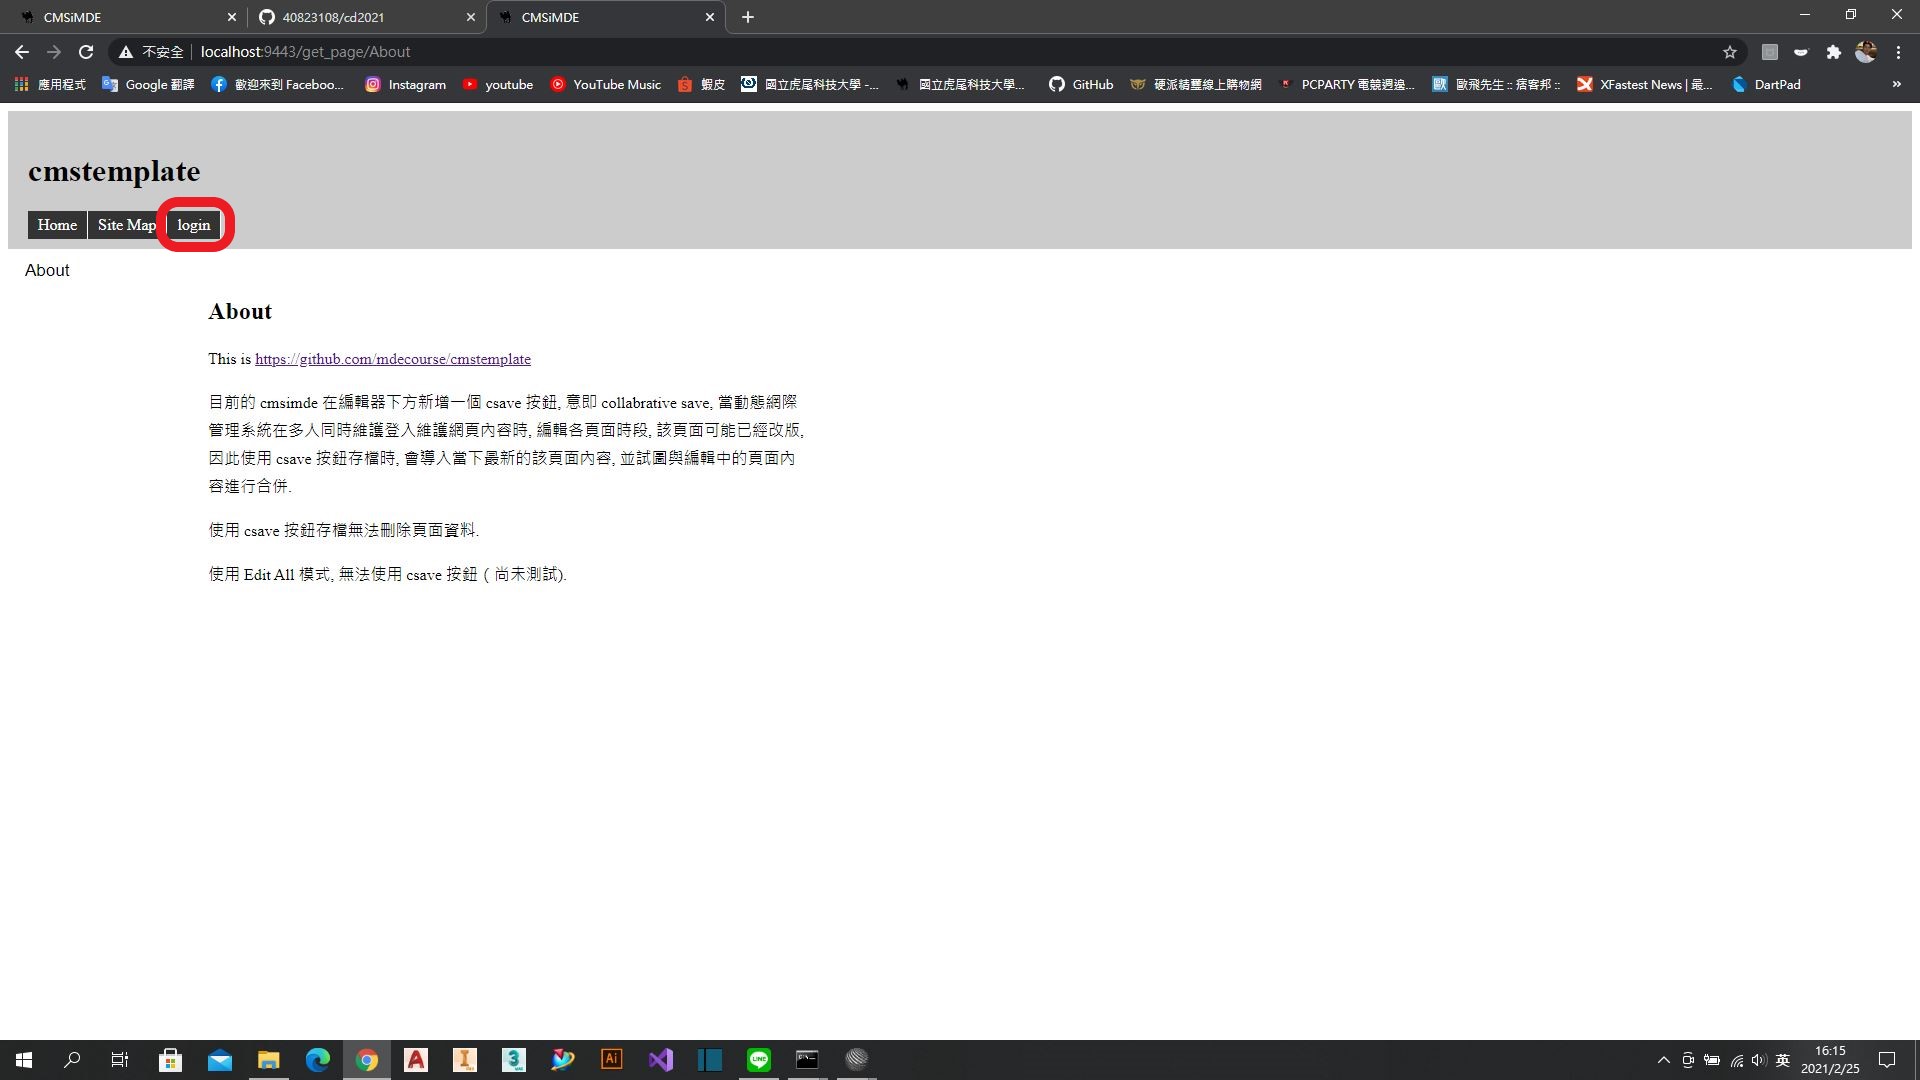 CMSiMDE
40823108/cd2021
CMSiMDE
不安全 localhost:9443/get_page/About
應用程式 Google 翻譯 歡迎來到 Faceboo... Instagram youtube YouTube Music 蝦皮 國立虎尾科技大學 -... 國立虎尾科技大學... GitHub 硬派精璽線上購物網 PCPARTY 電競週邊... 歐飛先生 :: 痞客邦 :: XFastest News | 最... DartPad »
cmstemplate
Home Site Map login
About
About
This is https://github.com/mdecourse/cmstemplate
目前的 cmsimde 在編輯器下方新增一個 csave 按鈕, 意即 collabrative save, 當動態網際
管理系統在多人同時維護登入維護網頁內容時, 編輯各頁面時段, 該頁面可能已經改版,
因此使用 csave 按鈕存檔時, 會導入當下最新的該頁面內容, 並試圖與編輯中的頁面內
容進行合併.
使用 csave 按鈕存檔無法刪除頁面資料.
使用 Edit All 模式, 無法使用 csave 按鈕 ( 尚未測試).
英
16:15
2021/2/25